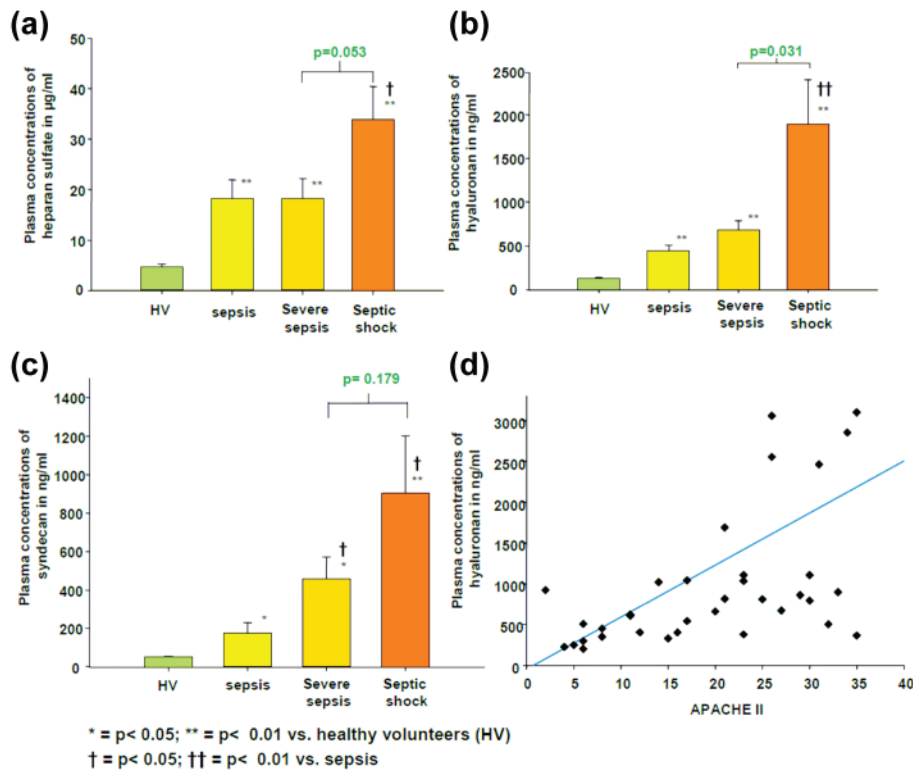 (a)
p=0.053
Plasma concentrations of
heparan sulfate in µg/ml
50
40
30
20
10
0
**
**
†
**
HV
sepsis
Severe
sepsis
Septic
shock
(b)
p=0.031
Plasma concentrations of
hyaluronan in ng/ml
2500
2000
1500
1000
500
0
**
**
††
**
HV
sepsis
Severe
sepsis
Septic
shock
(c)
p= 0.179
Plasma concentrations of
syndecan in ng/ml
1400
1200
1000
800
600
400
200
0
*
†
*
†
**
HV
sepsis
Severe
sepsis
Septic
shock
(d)
Plasma concentrations of
hyaluronan in ng/ml
3000
2500
2000
1500
1000
500
0
0 5 10 15 20 25 30 35 40
APACHE II
* = p< 0.05; ** = p< 0.01 vs. healthy volunteers (HV)
† = p< 0.05; †† = p< 0.01 vs. sepsis